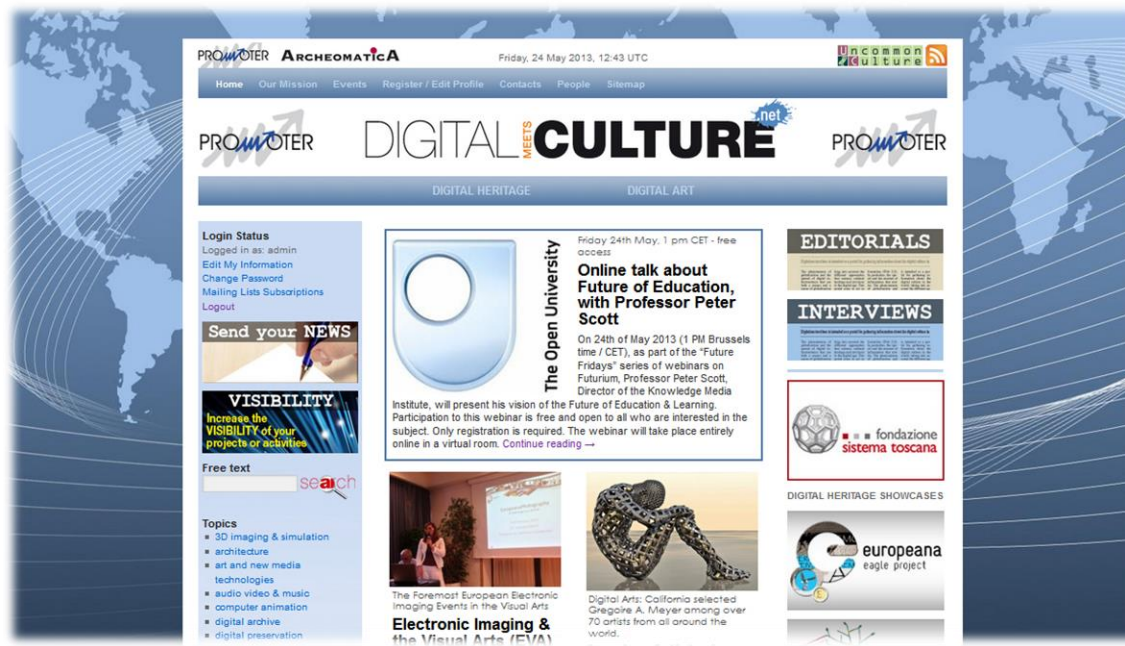 PROMOTER ARCHEOMATICA Friday, 24 May 2013, 12:43 UTC Uncommon
Culture
Home Our Mission Events Register / Edit Profile Contacts People Sitemap
PROMOTER DIGITAL MEETS CULTURE .net PROMOTER
DIGITAL HERITAGE DIGITAL ART
Login Status
Logged in as: admin
Edit My Information
Change Password
Mailing Lists Subscriptions
Logout
Send your NEWS
VISIBILITY
Increase the
VISIBILITY of your
projects or activities
Free text
search
Topics
3D imaging & simulation
architecture
art and new media
technologies
audio video & music
computer animation
digital archive
digital preservation
The Open University
Friday 24th May, 1 pm CET - free
access
Online talk about
Future of Education,
with Professor Peter
Scott
On 24th of May 2013 (1 PM Brussels
time / CET), as part of the "Future
Fridays" series of webinars on
Futurium, Professor Peter Scott,
Director of the Knowledge Media
Institute, will present his vision of the Future of Education & Learning.
Participation to this webinar is free and open to all who are interested in the
subject. Only registration is required. The webinar will take place entirely
online in a virtual room. Continue reading →
The Foremost European Electronic
Imaging Events in the Visual Arts
Electronic Imaging &
the Visual Arts (EVA)
Digital Arts: California selected
Gregoire A. Meyer among over
70 artists from all around the
world.
EDITORIALS
INTERVIEWS
fondazione
sistema toscana
DIGITAL HERITAGE SHOWCASES
europeana
eagle project